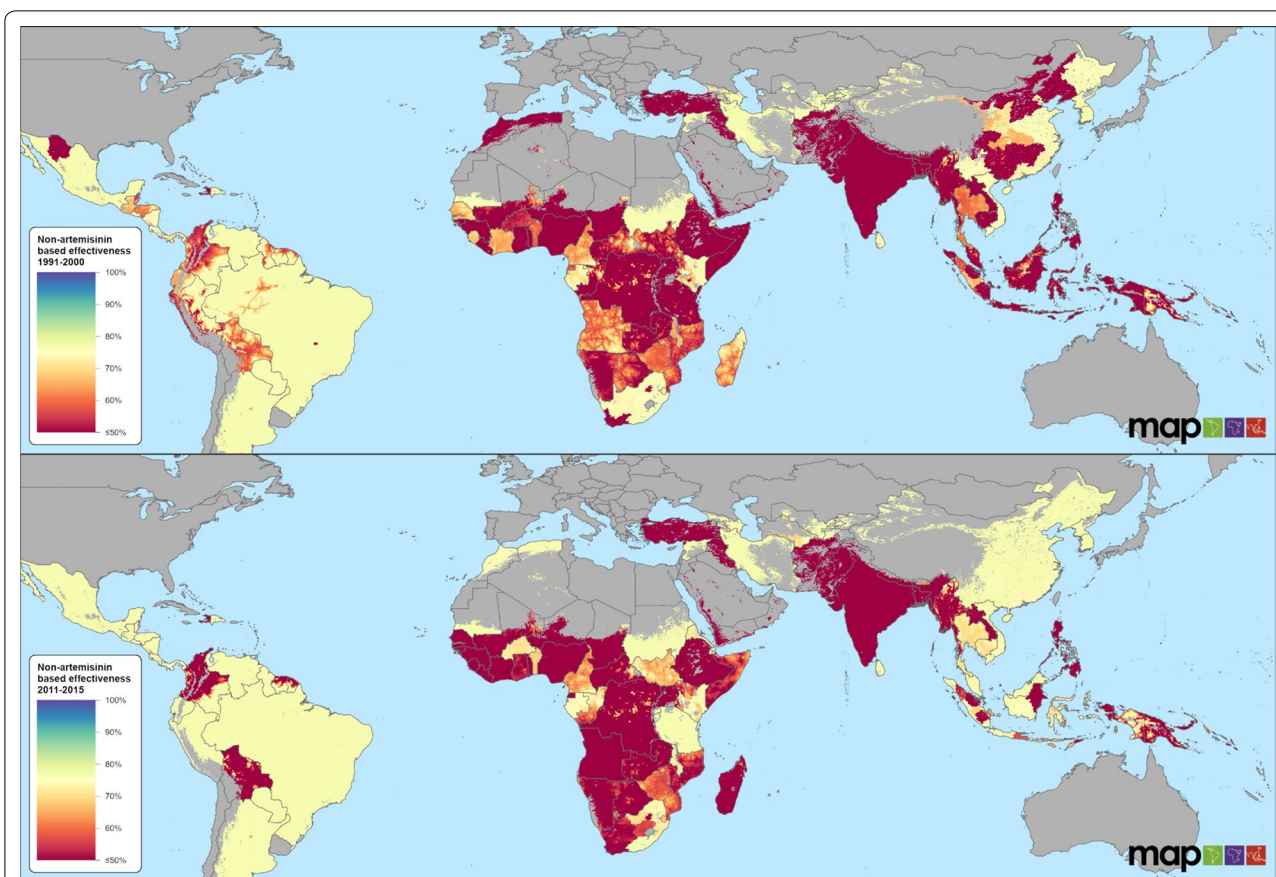 Non-artemisinin
based effectiveness
1991-2000
100%
90%
80%
70%
60%
≤50%
map
Non-artemisinin
based effectiveness
2011-2015
100%
90%
80%
70%
60%
≤50%
map